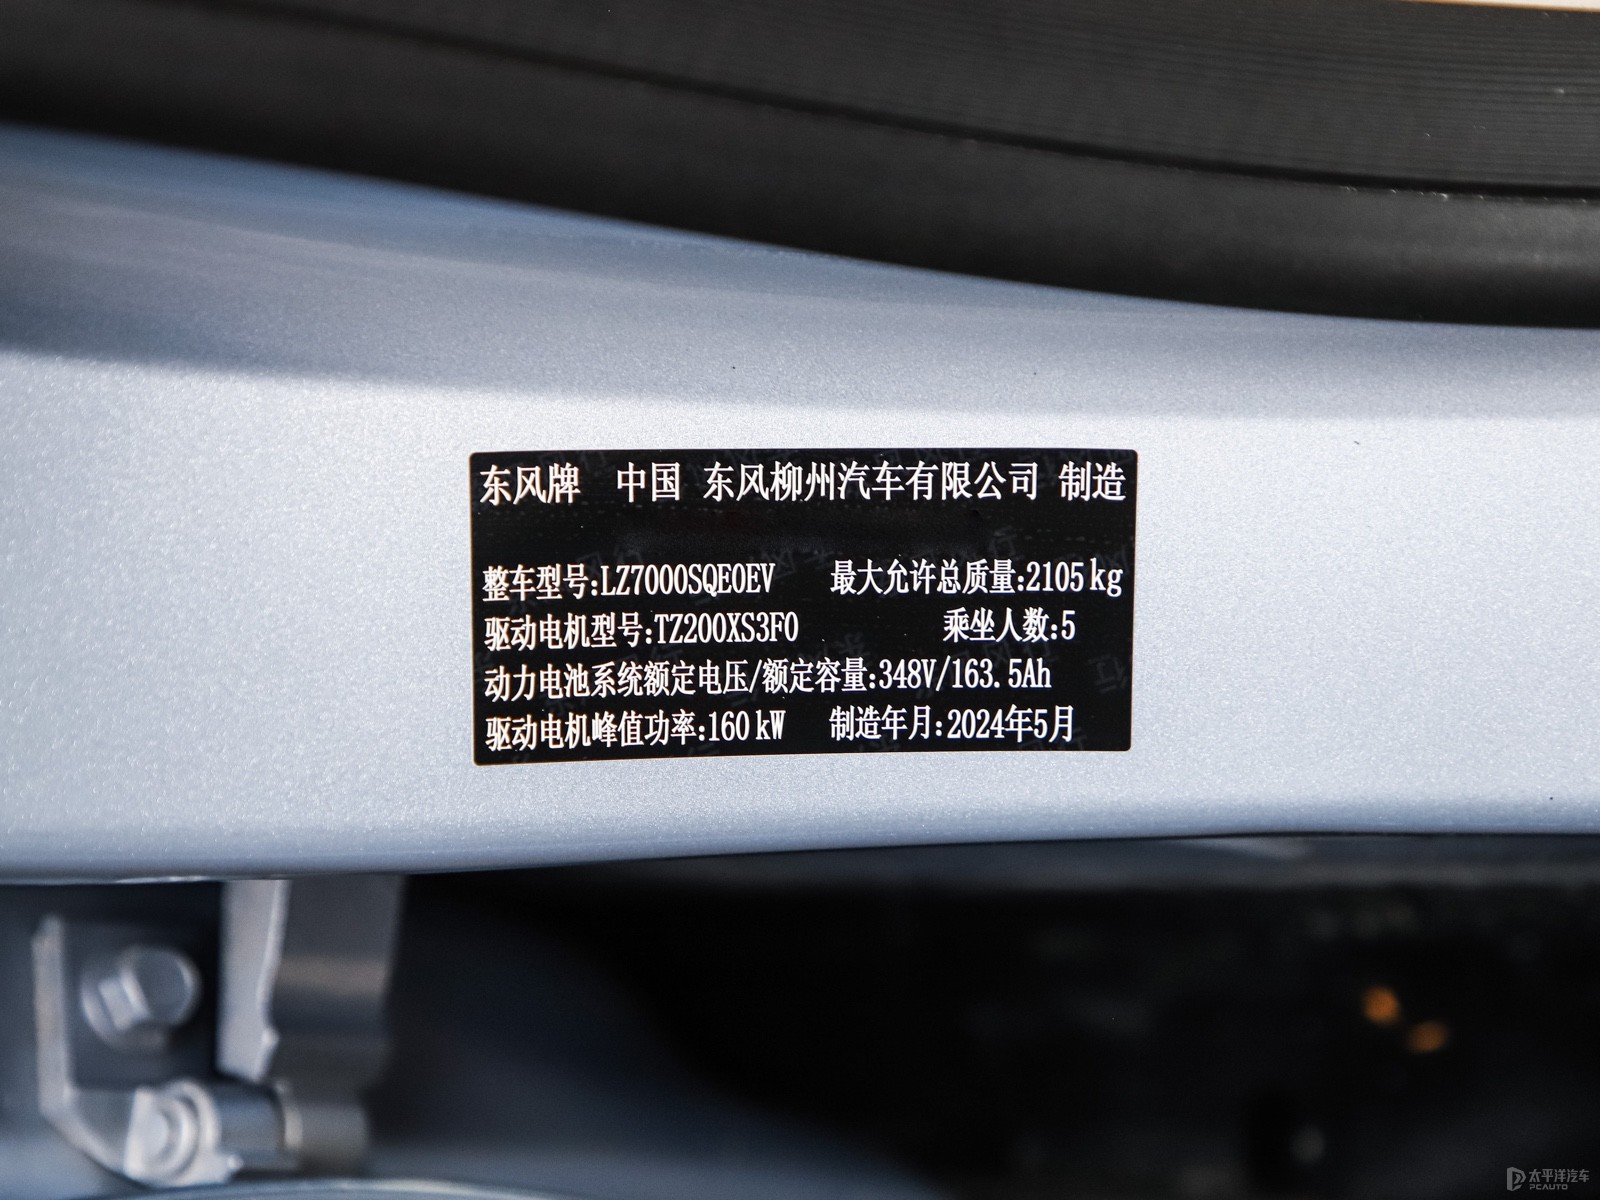 东风牌 中国 东风柳州汽车有限公司 制造
整车型号:LZ7000SQE0EV 最大允许总质量:2105kg
驱动电机型号:TZ200XS3F0 乘坐人数:5
动力电池系统额定电压/额定容量:348V/163.5Ah
驱动电机峰值功率:160kW 制造年月:2024年5月
太平洋汽车
PCAUTO